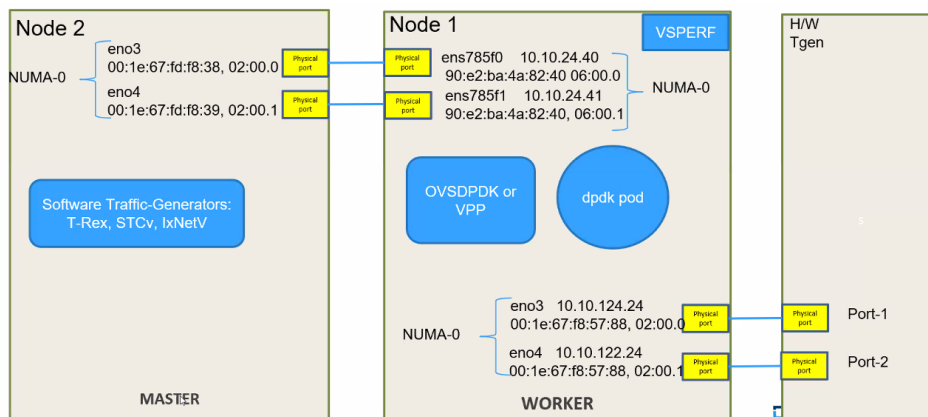 Node 2
eno3
00:1e:67:fd:f8:38, 02:00.0
NUMA-0
eno4
00:1e:67:fd:f8:39, 02:00.1
Physical
port
Physical
port
Software Traffic-Generators:
T-Rex, STCv, IxNetV
MASTER
Node 1
VSPERF
Physical
port
ens785f0 10.10.24.40
90:e2:ba:4a:82:40 06:00.0
Physical
port
ens785f1 10.10.24.41
90:e2:ba:4a:82:40, 06:00.1
NUMA-0
OVSDPDK or
VPP
dpdk pod
NUMA-0
eno3 10.10.124.24
00:1e:67:f8:57:88, 02:00.0
eno4 10.10.122.24
00:1e:67:f8:57:88, 02:00.1
Physical
port
Physical
port
WORKER
H/W
Tgen
s
Physical
port
Port-1
Physical
port
Port-2